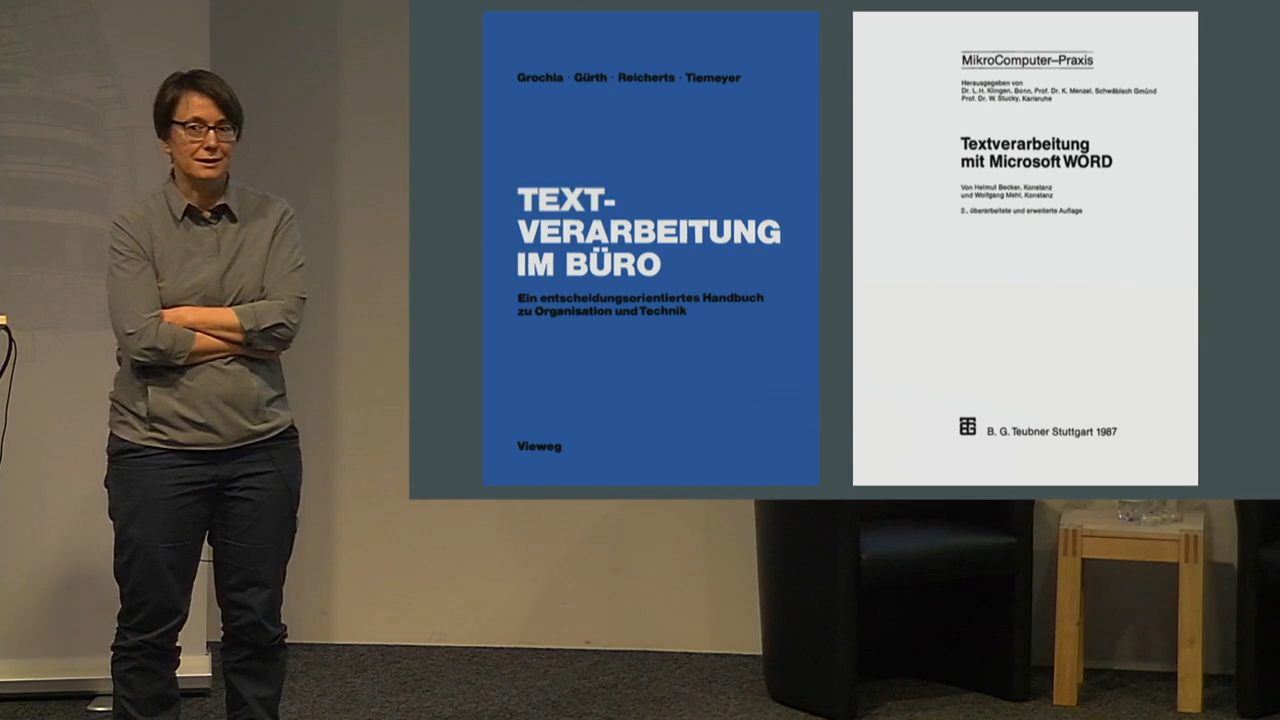 Grochla · Gürth · Reicherts · Tiemeyer
TEXT-
VERARBEITUNG
IM BÜRO
Ein entscheidungsorientiertes Handbuch
zu Organisation und Technik
Vieweg
MikroComputer–Praxis
Herausgegeben von
Dr. L. H. Klingen, Bonn, Prof. Dr. K. Menzel, Schwäbisch Gmünd
Prof. Dr. W. Stucky, Karlsruhe
Textverarbeitung
mit Microsoft WORD
Von Helmut Becker, Konstanz
und Wolfgang Mehl, Konstanz
2., überarbeitete und erweiterte Auflage
B. G. Teubner Stuttgart 1987